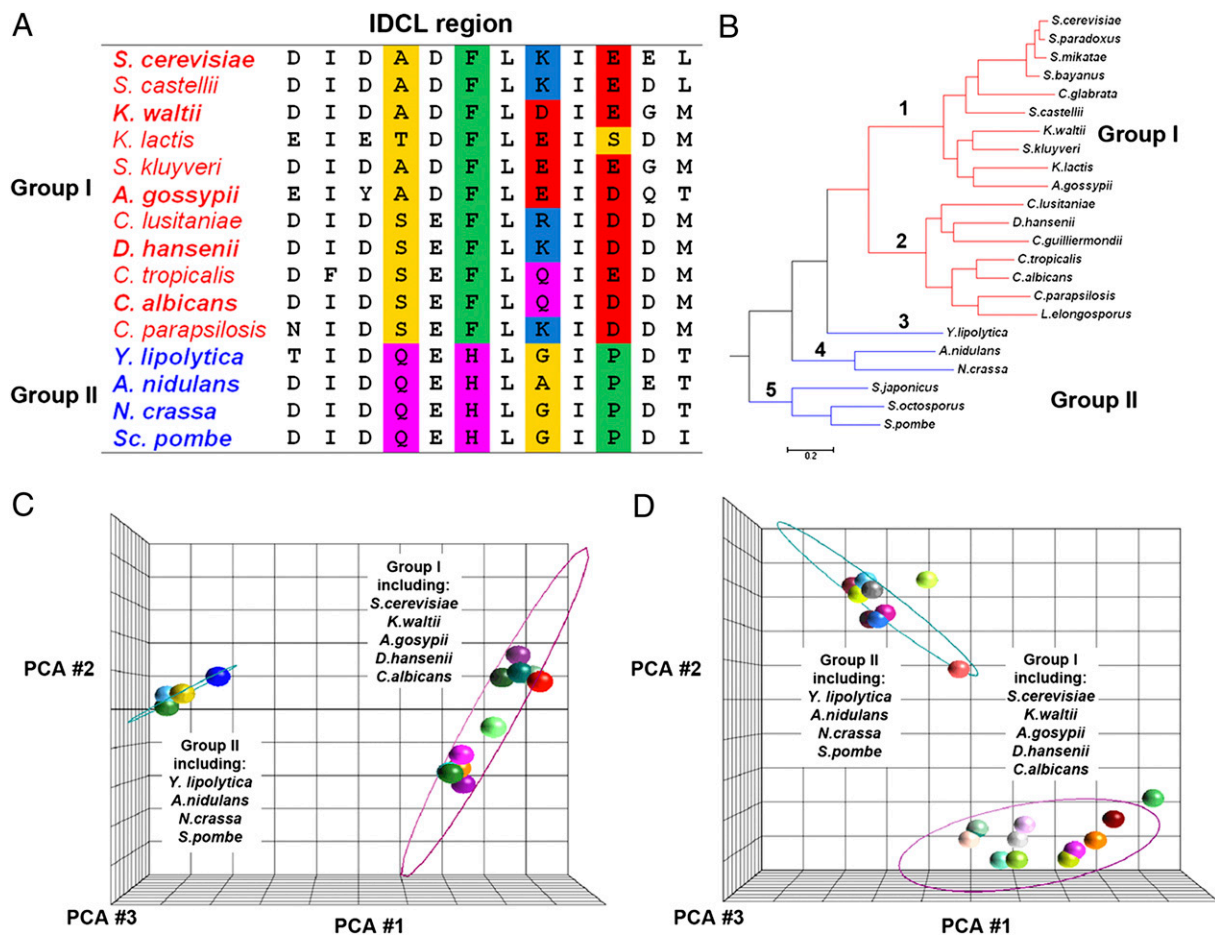 A
IDCL region
S. cerevisiae D I D A D F L K I E E L
S. castellii D I D A D F L K I E D L
K. waltii D I D A D F L D I E G M
K. lactis E I E T D F L E I S D M
S. kluyveri D I D A D F L E I E G M
Group I
A. gossypii E I Y A D F L E I D Q T
C. lusitaniae D I D S E F L R I D D M
D. hansenii D I D S E F L K I D D M
C. tropicalis D F D S E F L Q I E D M
C. albicans D I D S E F L Q I D D M
C. parapsilosis N I D S E F L K I D D M
Y. lipolytica T I D Q E H L G I P D T
Group II
A. nidulans D I D Q E H L A I P E T
N. crassa D I D Q E H L G I P D T
Sc. pombe D I D Q E H L G I P D I
B
S.cerevisiae
S.paradoxus
S.mikatae
S.bayanus
C.glabrata
1
S.castellii
K.waltii
Group I
S.kluyveri
K.lactis
A.gossypii
C.lusitaniae
D.hansenii
2
C.guilliermondii
C.tropicalis
C.albicans
C.parapsilosis
L.elongosporus
3
Y.lipolytica
4
A.nidulans
N.crassa
5
S.japonicus
Group II
S.octosporus
S.pombe
0.2
C
Group I
including:
S.cerevisiae
K.waltii
A.gosypii
D.hansenii
C.albicans
PCA #2
Group II
including:
Y. lipolytica
A.nidulans
N.crassa
S.pombe
PCA #3
PCA #1
D
PCA #2
Group II
including:
Y. lipolytica
A.nidulans
N.crassa
S.pombe
Group I
including:
S.cerevisiae
K.waltii
A.gosypii
D.hansenii
C.albicans
PCA #3
PCA #1